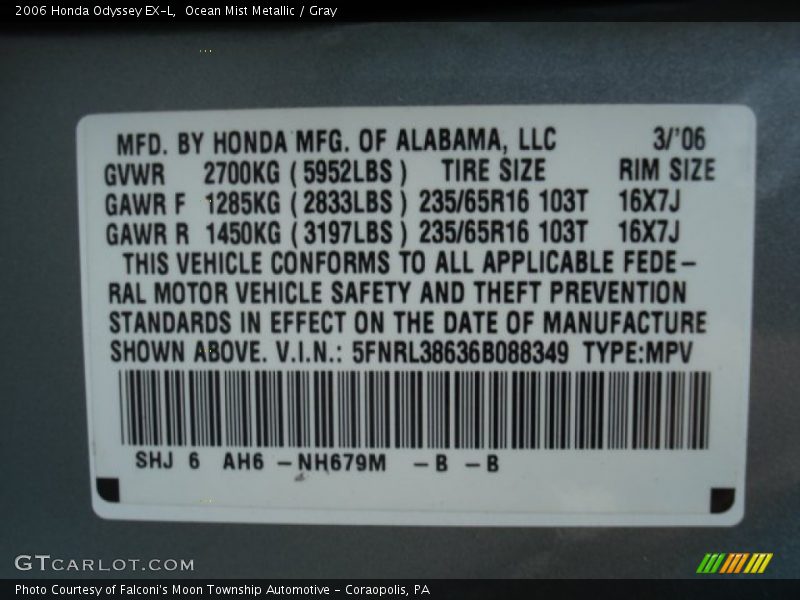 2006 Honda Odyssey EX-L,  Ocean Mist Metallic / Gray
MFD. BY HONDA MFG. OF ALABAMA, LLC 3/'06
GVWR 2700KG ( 5952LBS ) TIRE SIZE RIM SIZE
GAWR F 1285KG ( 2833LBS ) 235/65R16 103T 16X7J
GAWR R 1450KG ( 3197LBS ) 235/65R16 103T 16X7J
THIS VEHICLE CONFORMS TO ALL APPLICABLE FEDE-
RAL MOTOR VEHICLE SAFETY AND THEFT PREVENTION
STANDARDS IN EFFECT ON THE DATE OF MANUFACTURE
SHOWN ABOVE. V.I.N.: 5FNRL38636B088349 TYPE:MPV
SHJ 6 AH6 -NH679M -B -B
GTCARLOT.COM
Photo Courtesy of Falconi's Moon Township Automotive - Coraopolis, PA